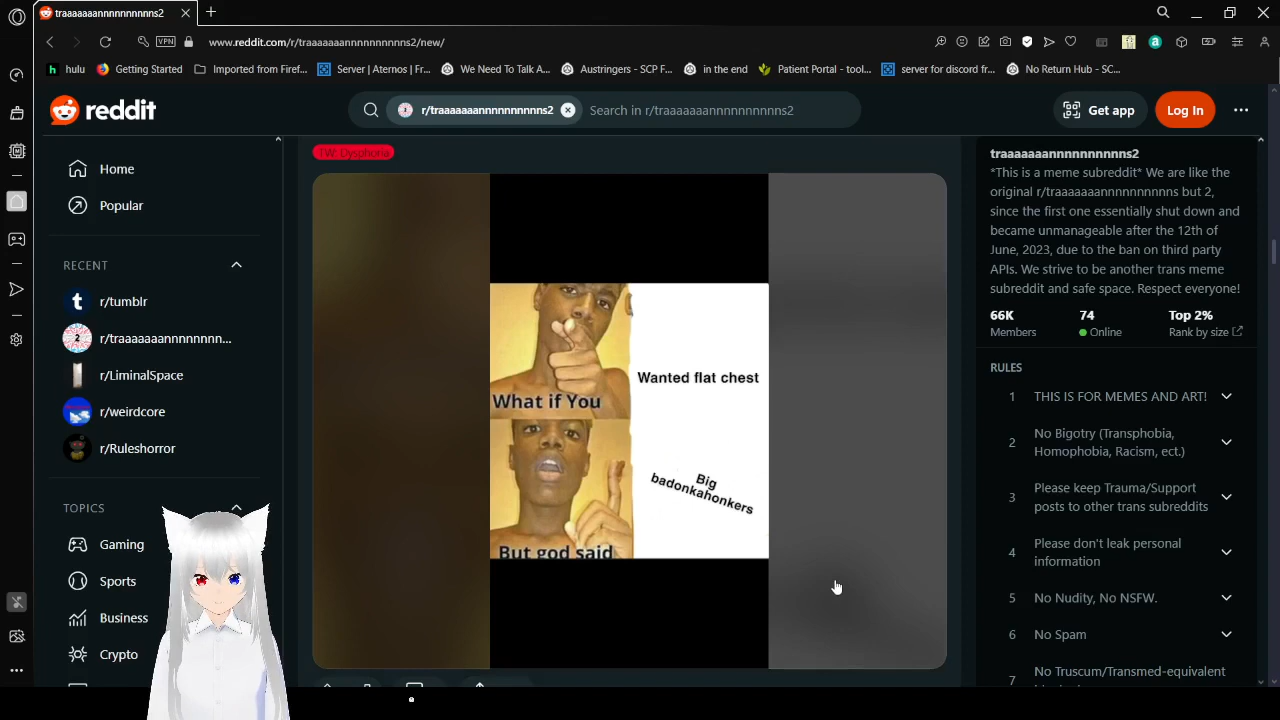 traaaaaaannnnnnnnnns2
VPN
www.reddit.com/r/traaaaaaannnnnnnnnns2/new/
hulu
Getting Started
Imported from Firef...
Server | Aternos | Fr...
We Need To Talk A...
Austringers - SCP F...
in the end
Patient Portal - tool...
server for discord fr...
No Return Hub - SC...
reddit
r/traaaaaaannnnnnnnnns2
Search in r/traaaaaaannnnnnnnnns2
Get app
Log In
Home
Popular
RECENT
r/tumblr
r/traaaaaaannnnnnn...
r/LiminalSpace
r/weirdcore
r/Ruleshorror
TOPICS
Gaming
Sports
Business
Crypto
TW: Dysphoria
What if You
Wanted flat chest
But god said
Big
badonkahonkers
traaaaaaannnnnnnnnns2
*This is a meme subreddit* We are like the
original r/traaaaaaannnnnnnnnns but 2,
since the first one essentially shut down and
became unmanageable after the 12th of
June, 2023, due to the ban on third party
APIs. We strive to be another trans meme
subreddit and safe space. Respect everyone!
66K
Members
74
Online
Top 2%
Rank by size
RULES
1 THIS IS FOR MEMES AND ART!
2 No Bigotry (Transphobia,
Homophobia, Racism, ect.)
3 Please keep Trauma/Support
posts to other trans subreddits
4 Please don't leak personal
information
5 No Nudity, No NSFW.
6 No Spam
7 No Truscum/Transmed-equivalent